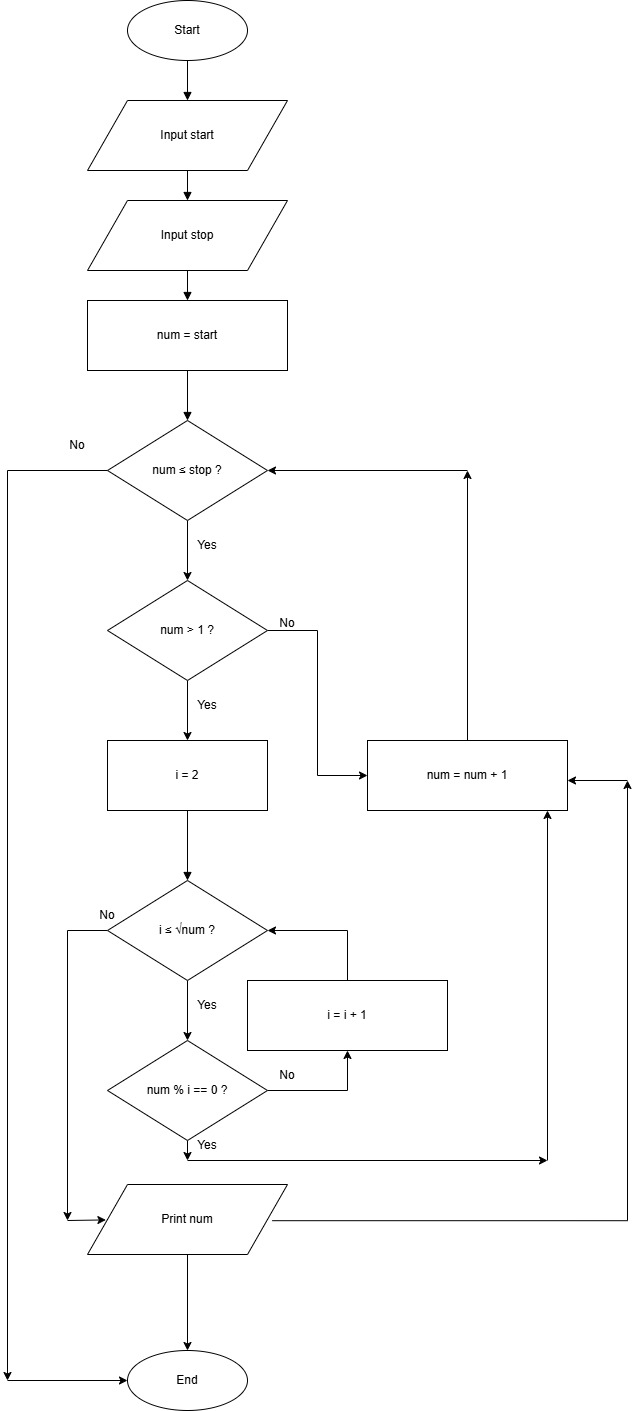 Start
Input start
Input stop
num = start
No
num ≤ stop ?
Yes
num > 1 ?
No
Yes
i = 2
num = num + 1
No
i ≤ √num ?
Yes
i = i + 1
num % i == 0 ?
No
Yes
Print num
End